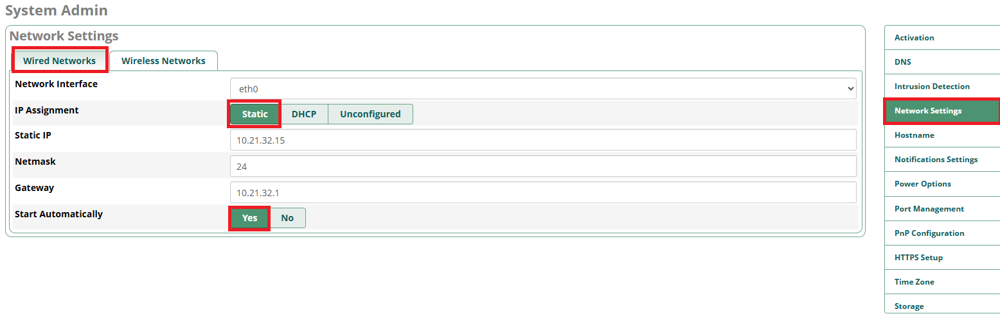 System Admin
Network Settings
Wired Networks Wireless Networks
Network Interface eth0
IP Assignment Static DHCP Unconfigured
Static IP 10.21.32.15
Netmask 24
Gateway 10.21.32.1
Start Automatically Yes No
Activation
DNS
Intrusion Detection
Network Settings
Hostname
Notifications Settings
Power Options
Port Management
PnP Configuration
HTTPS Setup
Time Zone
Storage